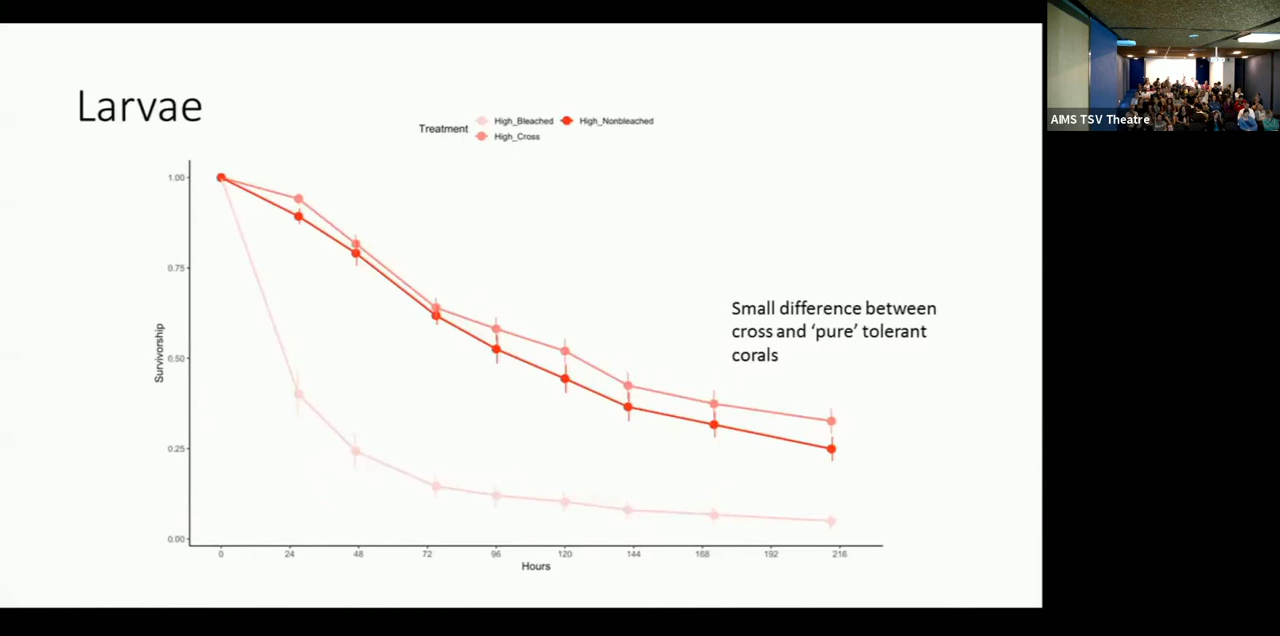 Larvae
Treatment
High_Bleached
High_Nonbleached
High_Cross
1.00
0.75
0.50
0.25
0.00
Survivorship
0
24
48
72
96
120
144
168
192
216
Hours
Small difference between
cross and ‘pure’ tolerant
corals
AIMS TSV Theatre